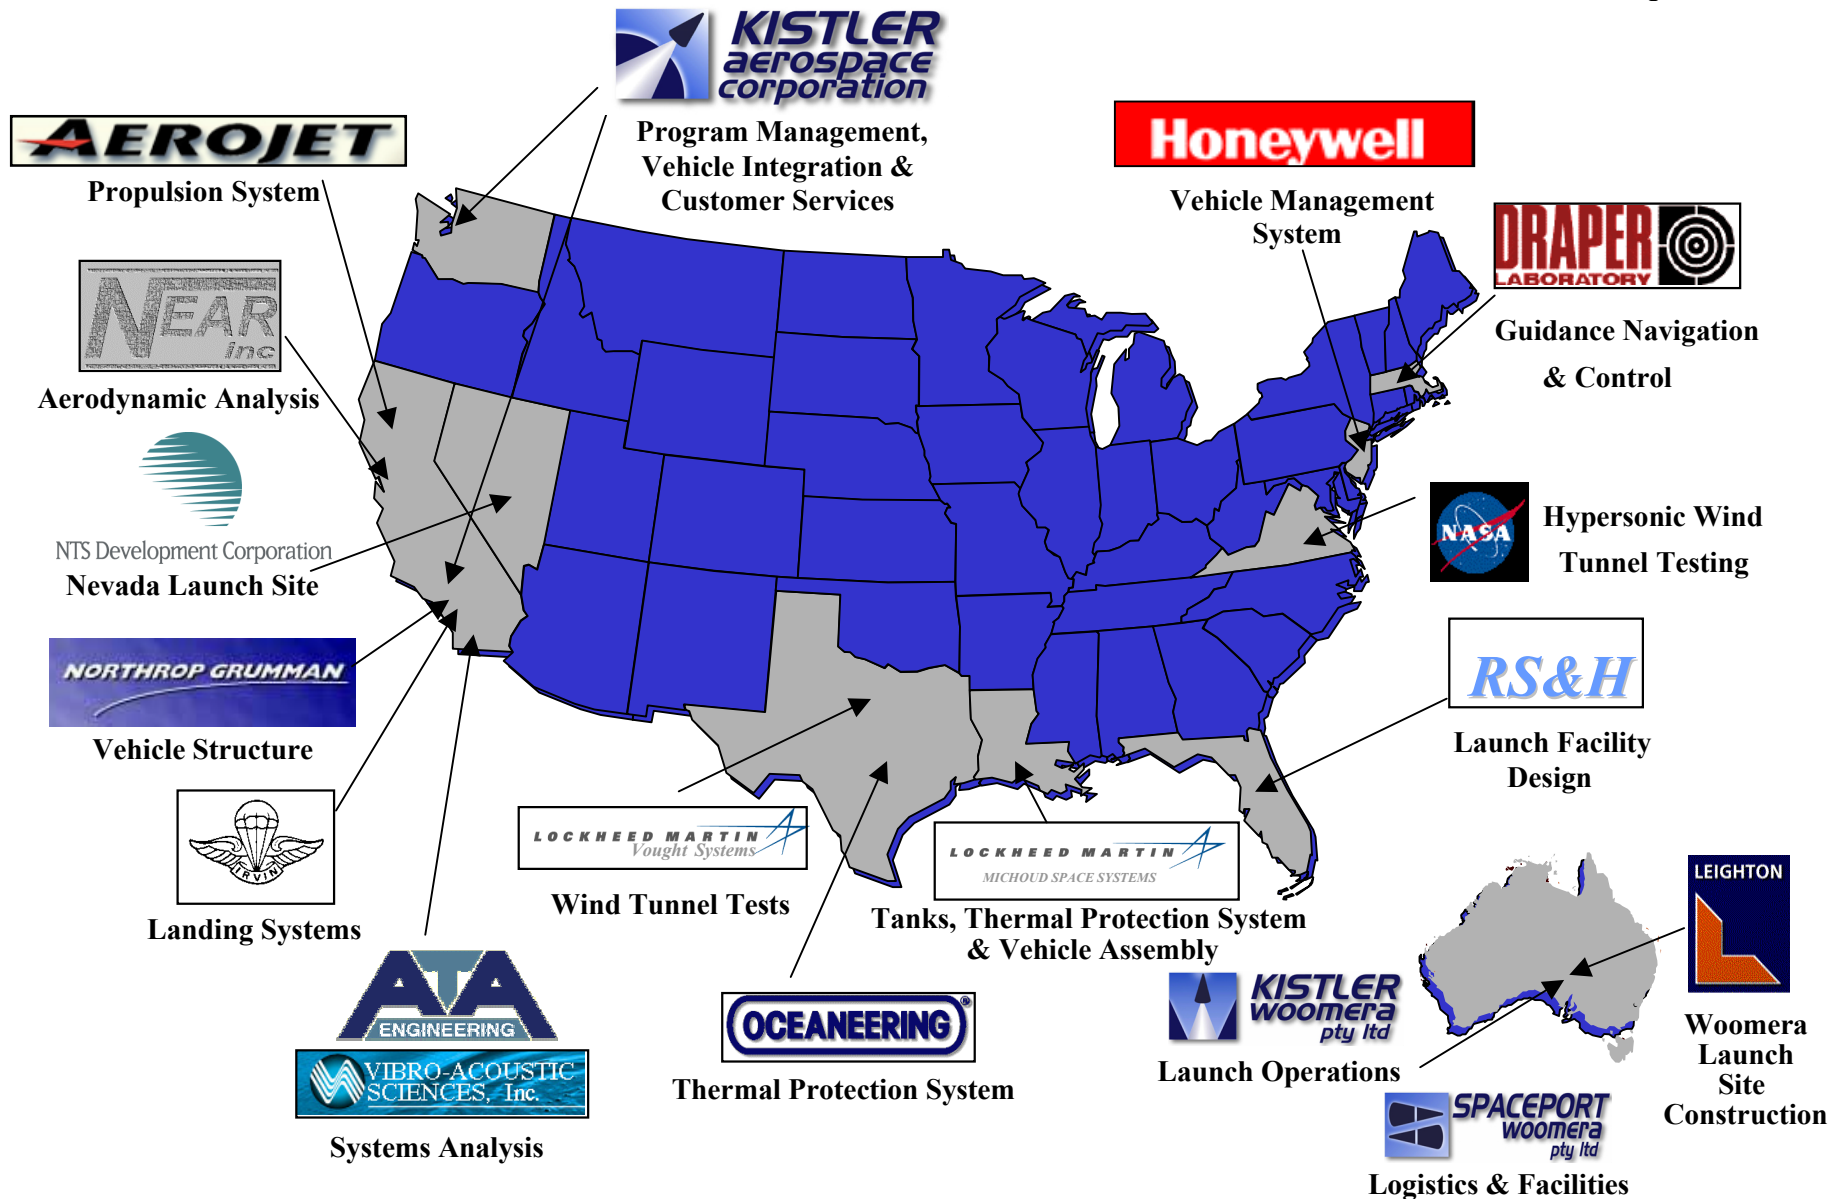 KISTLER
aerospace
corporation
Program Management,
Vehicle Integration &
Customer Services
AEROJET
Propulsion System
Honeywell
Vehicle Management
System
DRAPER
LABORATORY
Guidance Navigation
& Control
NEAR
inc
Aerodynamic Analysis
NTS Development Corporation
Nevada Launch Site
NASA
Hypersonic Wind
Tunnel Testing
NORTHROP GRUMMAN
Vehicle Structure
RS&H
Launch Facility
Design
IRVIN
Landing Systems
LOCKHEED MARTIN
Vought Systems
Wind Tunnel Tests
LOCKHEED MARTIN
MICHOUD SPACE SYSTEMS
Tanks, Thermal Protection System
& Vehicle Assembly
LEIGHTON
Woomera
Launch
Site
Construction
ATA
ENGINEERING
VIBRO-ACOUSTIC
SCIENCES, Inc.
Systems Analysis
OCEANEERING®
Thermal Protection System
KISTLER
woomera
pty ltd
Launch Operations
SPACEPORT
woomera
pty ltd
Logistics & Facilities